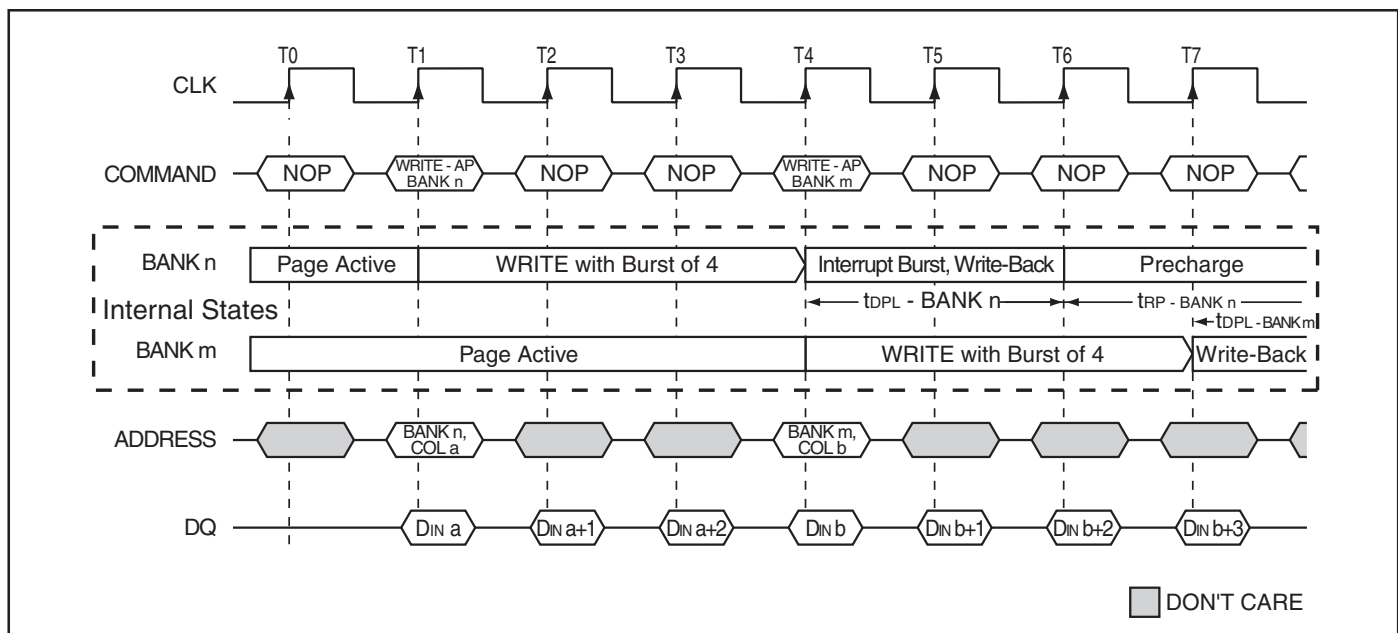 T0 T1 T2 T3 T4 T5 T6 T7
CLK
COMMAND NOP WRITE - AP BANK n NOP NOP WRITE - AP BANK m NOP NOP NOP
BANK n Page Active WRITE with Burst of 4 Interrupt Burst, Write-Back Precharge
tDPL - BANK n tRP - BANK n
Internal States
tDPL - BANK m
BANK m Page Active WRITE with Burst of 4 Write-Back
ADDRESS BANK n, COL a BANK m, COL b
DQ DIN a DIN a+1 DIN a+2 DIN b DIN b+1 DIN b+2 DIN b+3
DON'T CARE